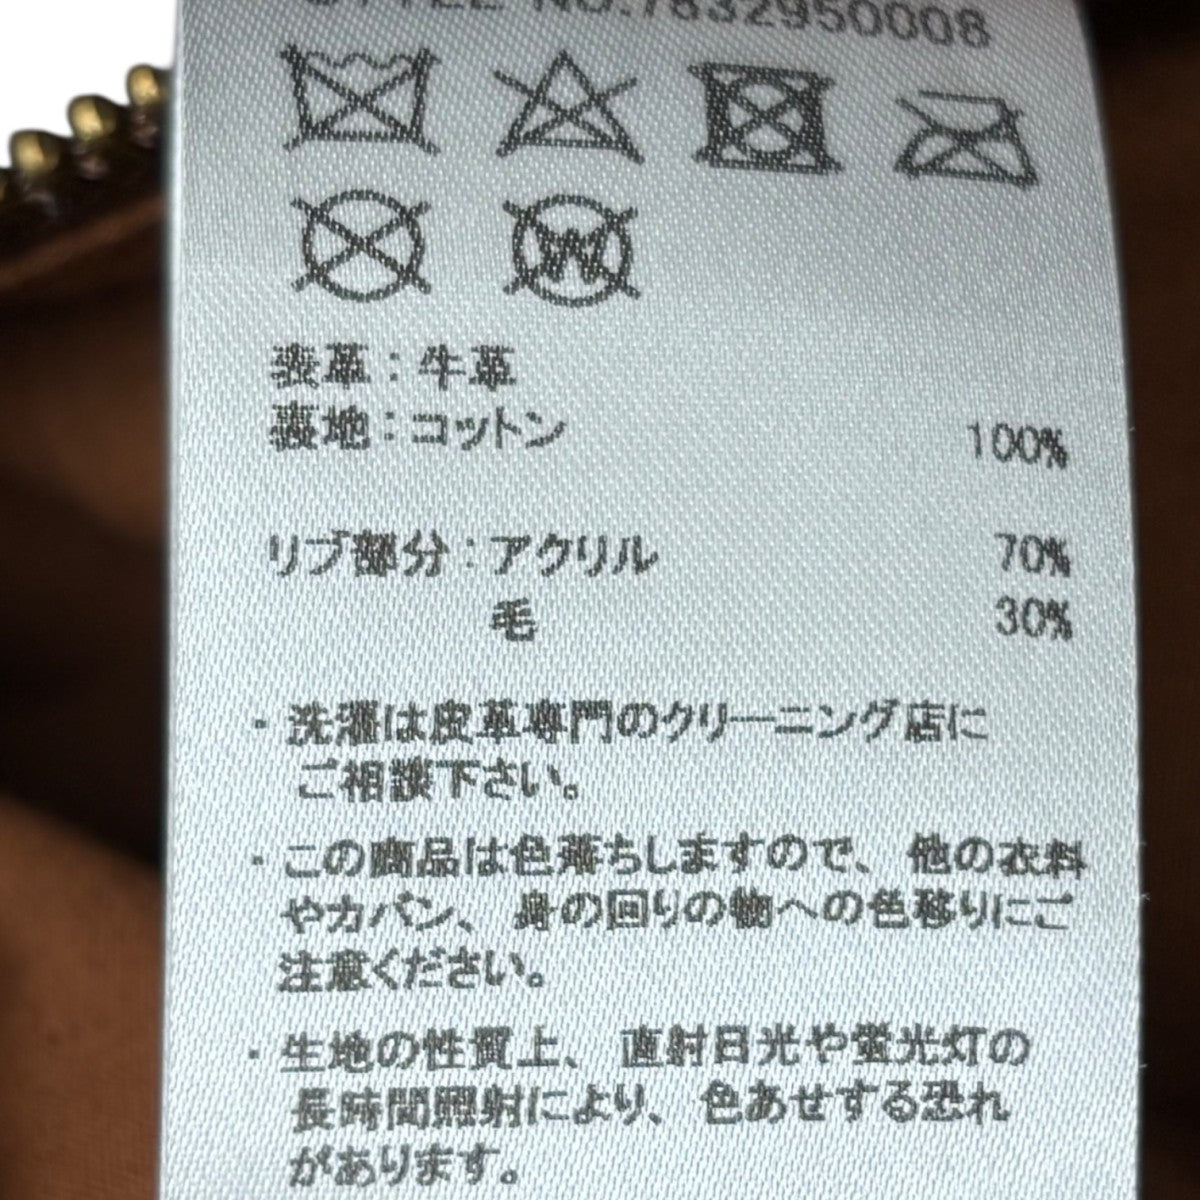 STYLE NO.7832950008
表革：牛革
裏地：コットン 100%
リブ部分：アクリル 70%
毛 30%
・洗濯は皮革専門のクリーニング店に
ご相談下さい。
・この商品は色落ちしますので、他の衣料
やカバン、身の回りの物への色移りにご
注意ください。
・生地の性質上、直射日光や蛍光灯の
長時間照射により、色あせする恐れ
があります。